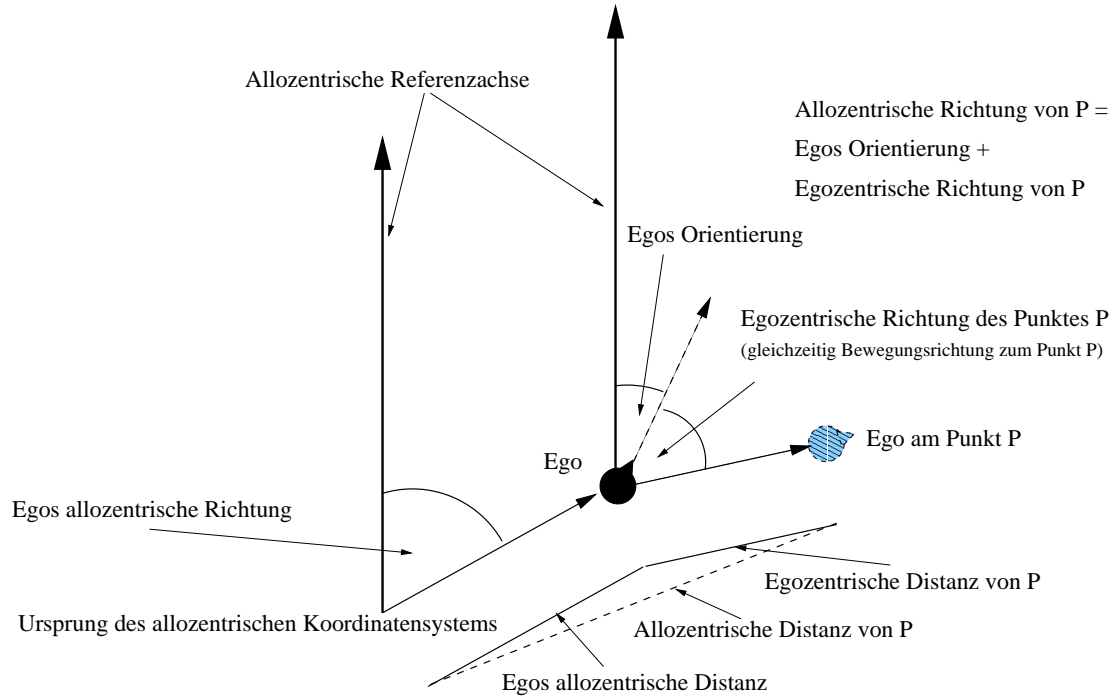 Allozentrische Referenzachse
Allozentrische Richtung von P =
Egos Orientierung +
Egozentrische Richtung von P
Egos Orientierung
Egozentrische Richtung des Punktes P
(gleichzeitig Bewegungsrichtung zum Punkt P)
Ego am Punkt P
Ego
Egos allozentrische Richtung
Egozentrische Distanz von P
Ursprung des allozentrischen Koordinatensystems
Allozentrische Distanz von P
Egos allozentrische Distanz